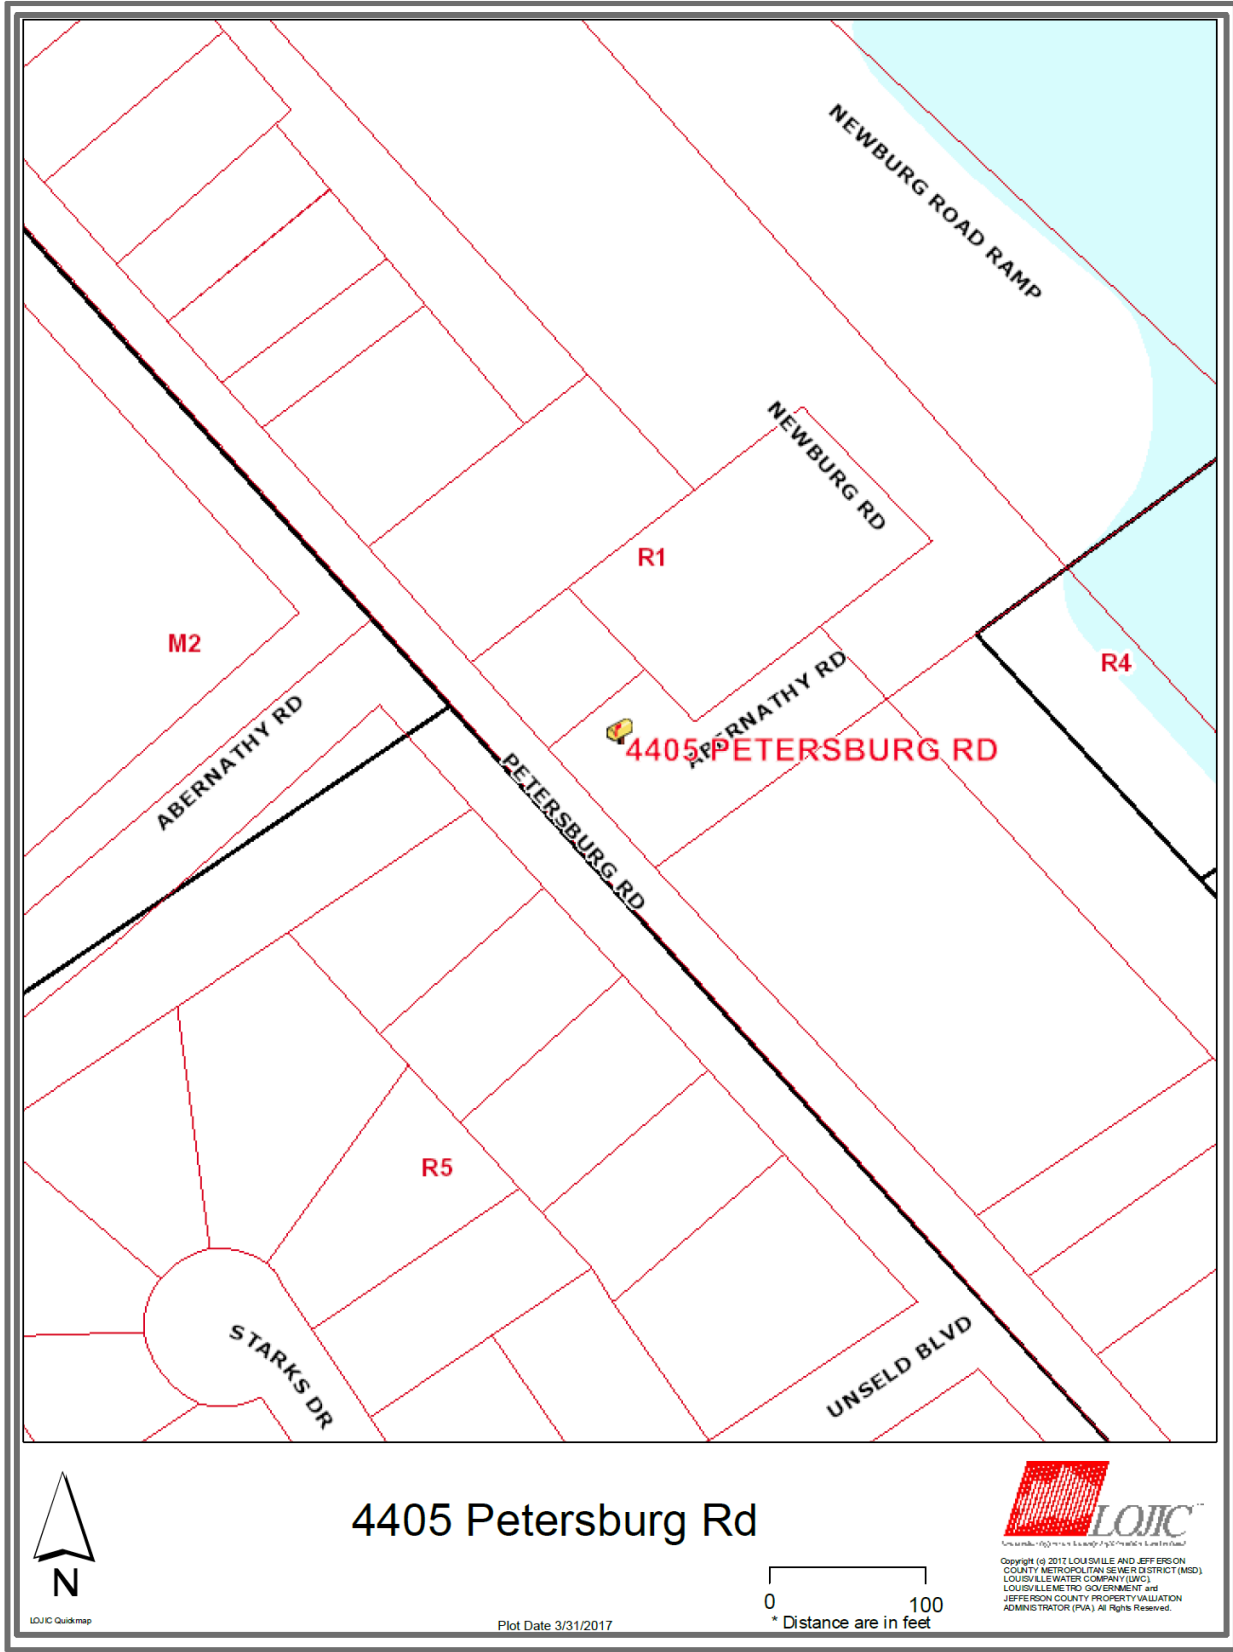 NEWBURG ROAD RAMP
NEWBURG RD
R1
M2
R4
ABERNATHY RD
ABERNATHY RD
4405 PETERSBURG RD
PETERSBURG RD
R5
STARKS DR
UNSELD BLVD
N
LOJIC Quickmap
4405 Petersburg Rd
Plot Date 3/31/2017
0 100
* Distance are in feet
LOJIC
Copyright (c) 2017 LOUISVILLE AND JEFFERSON
COUNTY METROPOLITAN SEWER DISTRICT (MSD),
LOUISVILLE WATER COMPANY (LWC),
LOUISVILLE METRO GOVERNMENT and
JEFFERSON COUNTY PROPERTY VALUATION
ADMINISTRATOR (PVA). All Rights Reserved.